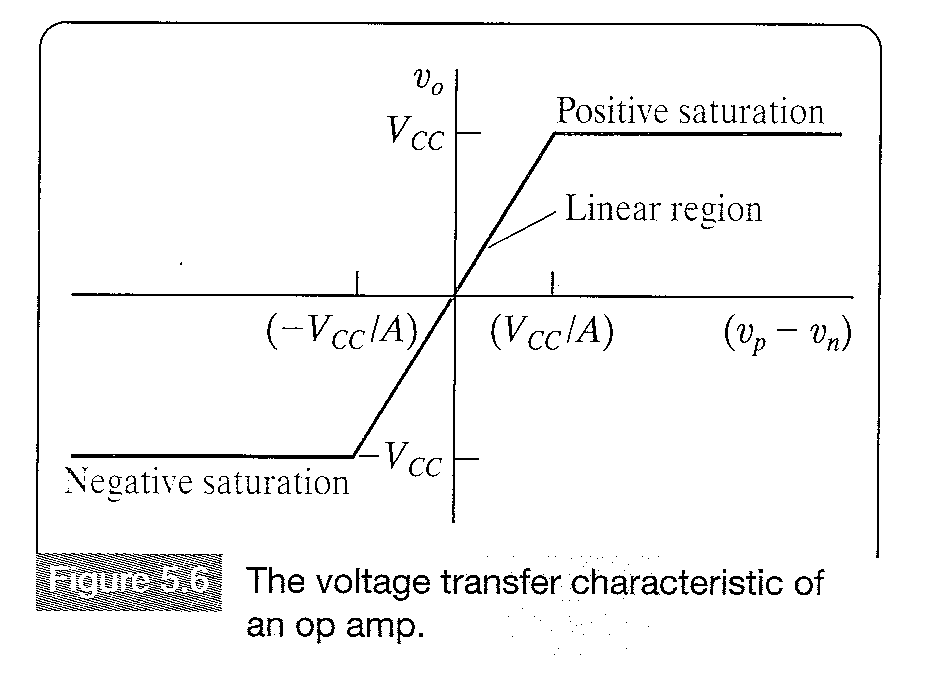 v_o
Positive saturation
V_CC
Linear region
(−V_CC/A) (V_CC/A) (v_p − v_n)
−V_CC
Negative saturation
Figure 5.6 The voltage transfer characteristic of
an op amp.